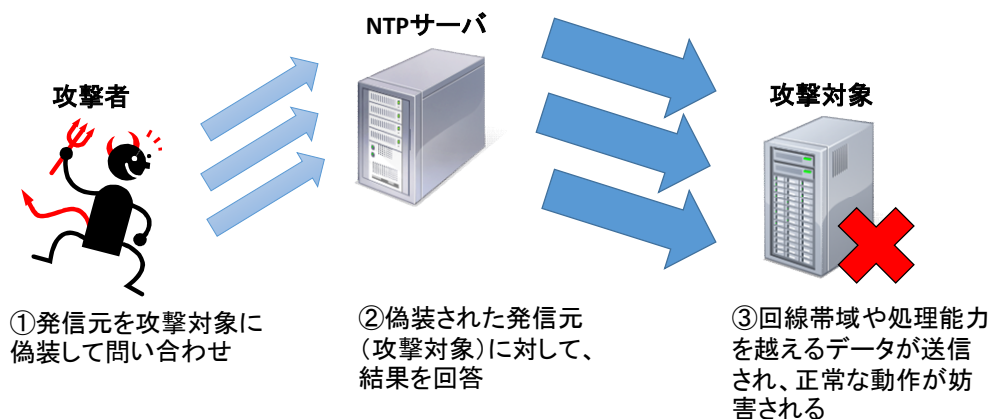 NTPサーバ
攻撃者
攻撃対象
①発信元を攻撃対象に
偽装して問い合わせ
②偽装された発信元
（攻撃対象）に対して、
結果を回答
③回線帯域や処理能力
を越えるデータが送信
され、正常な動作が妨
害される